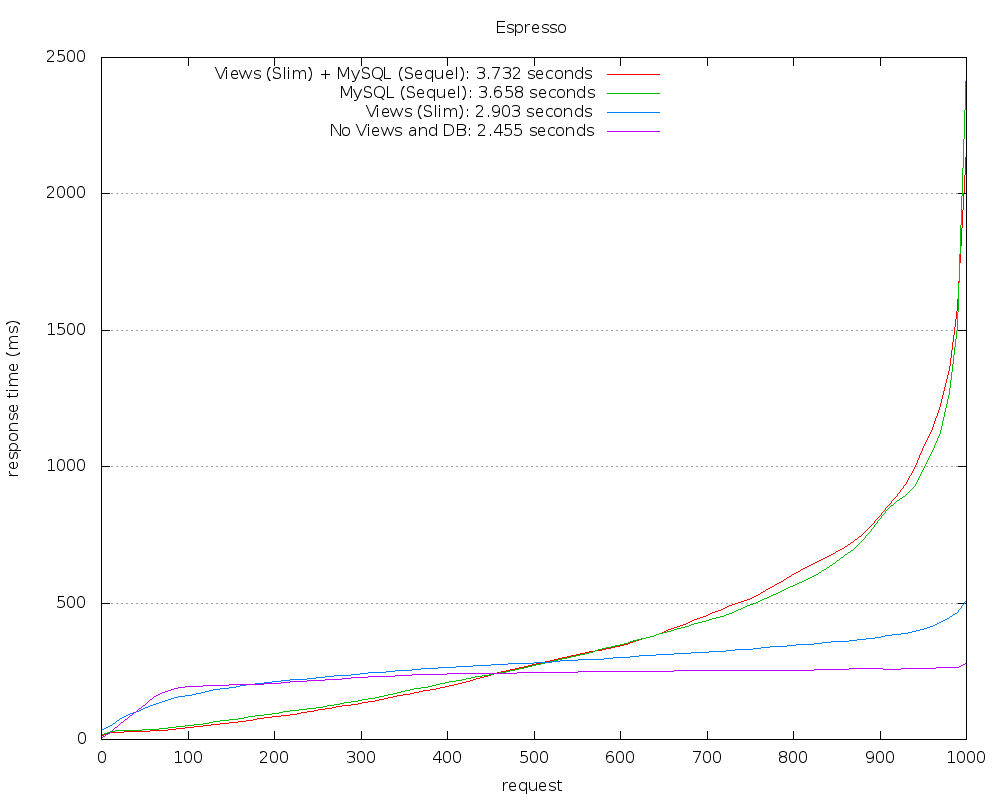 Espresso
2500
Views (Slim) + MySQL (Sequel): 3.732 seconds
MySQL (Sequel): 3.658 seconds
Views (Slim): 2.903 seconds
No Views and DB: 2.455 seconds
2000
1500
response time (ms)
1000
500
0
0 100 200 300 400 500 600 700 800 900 1000
request